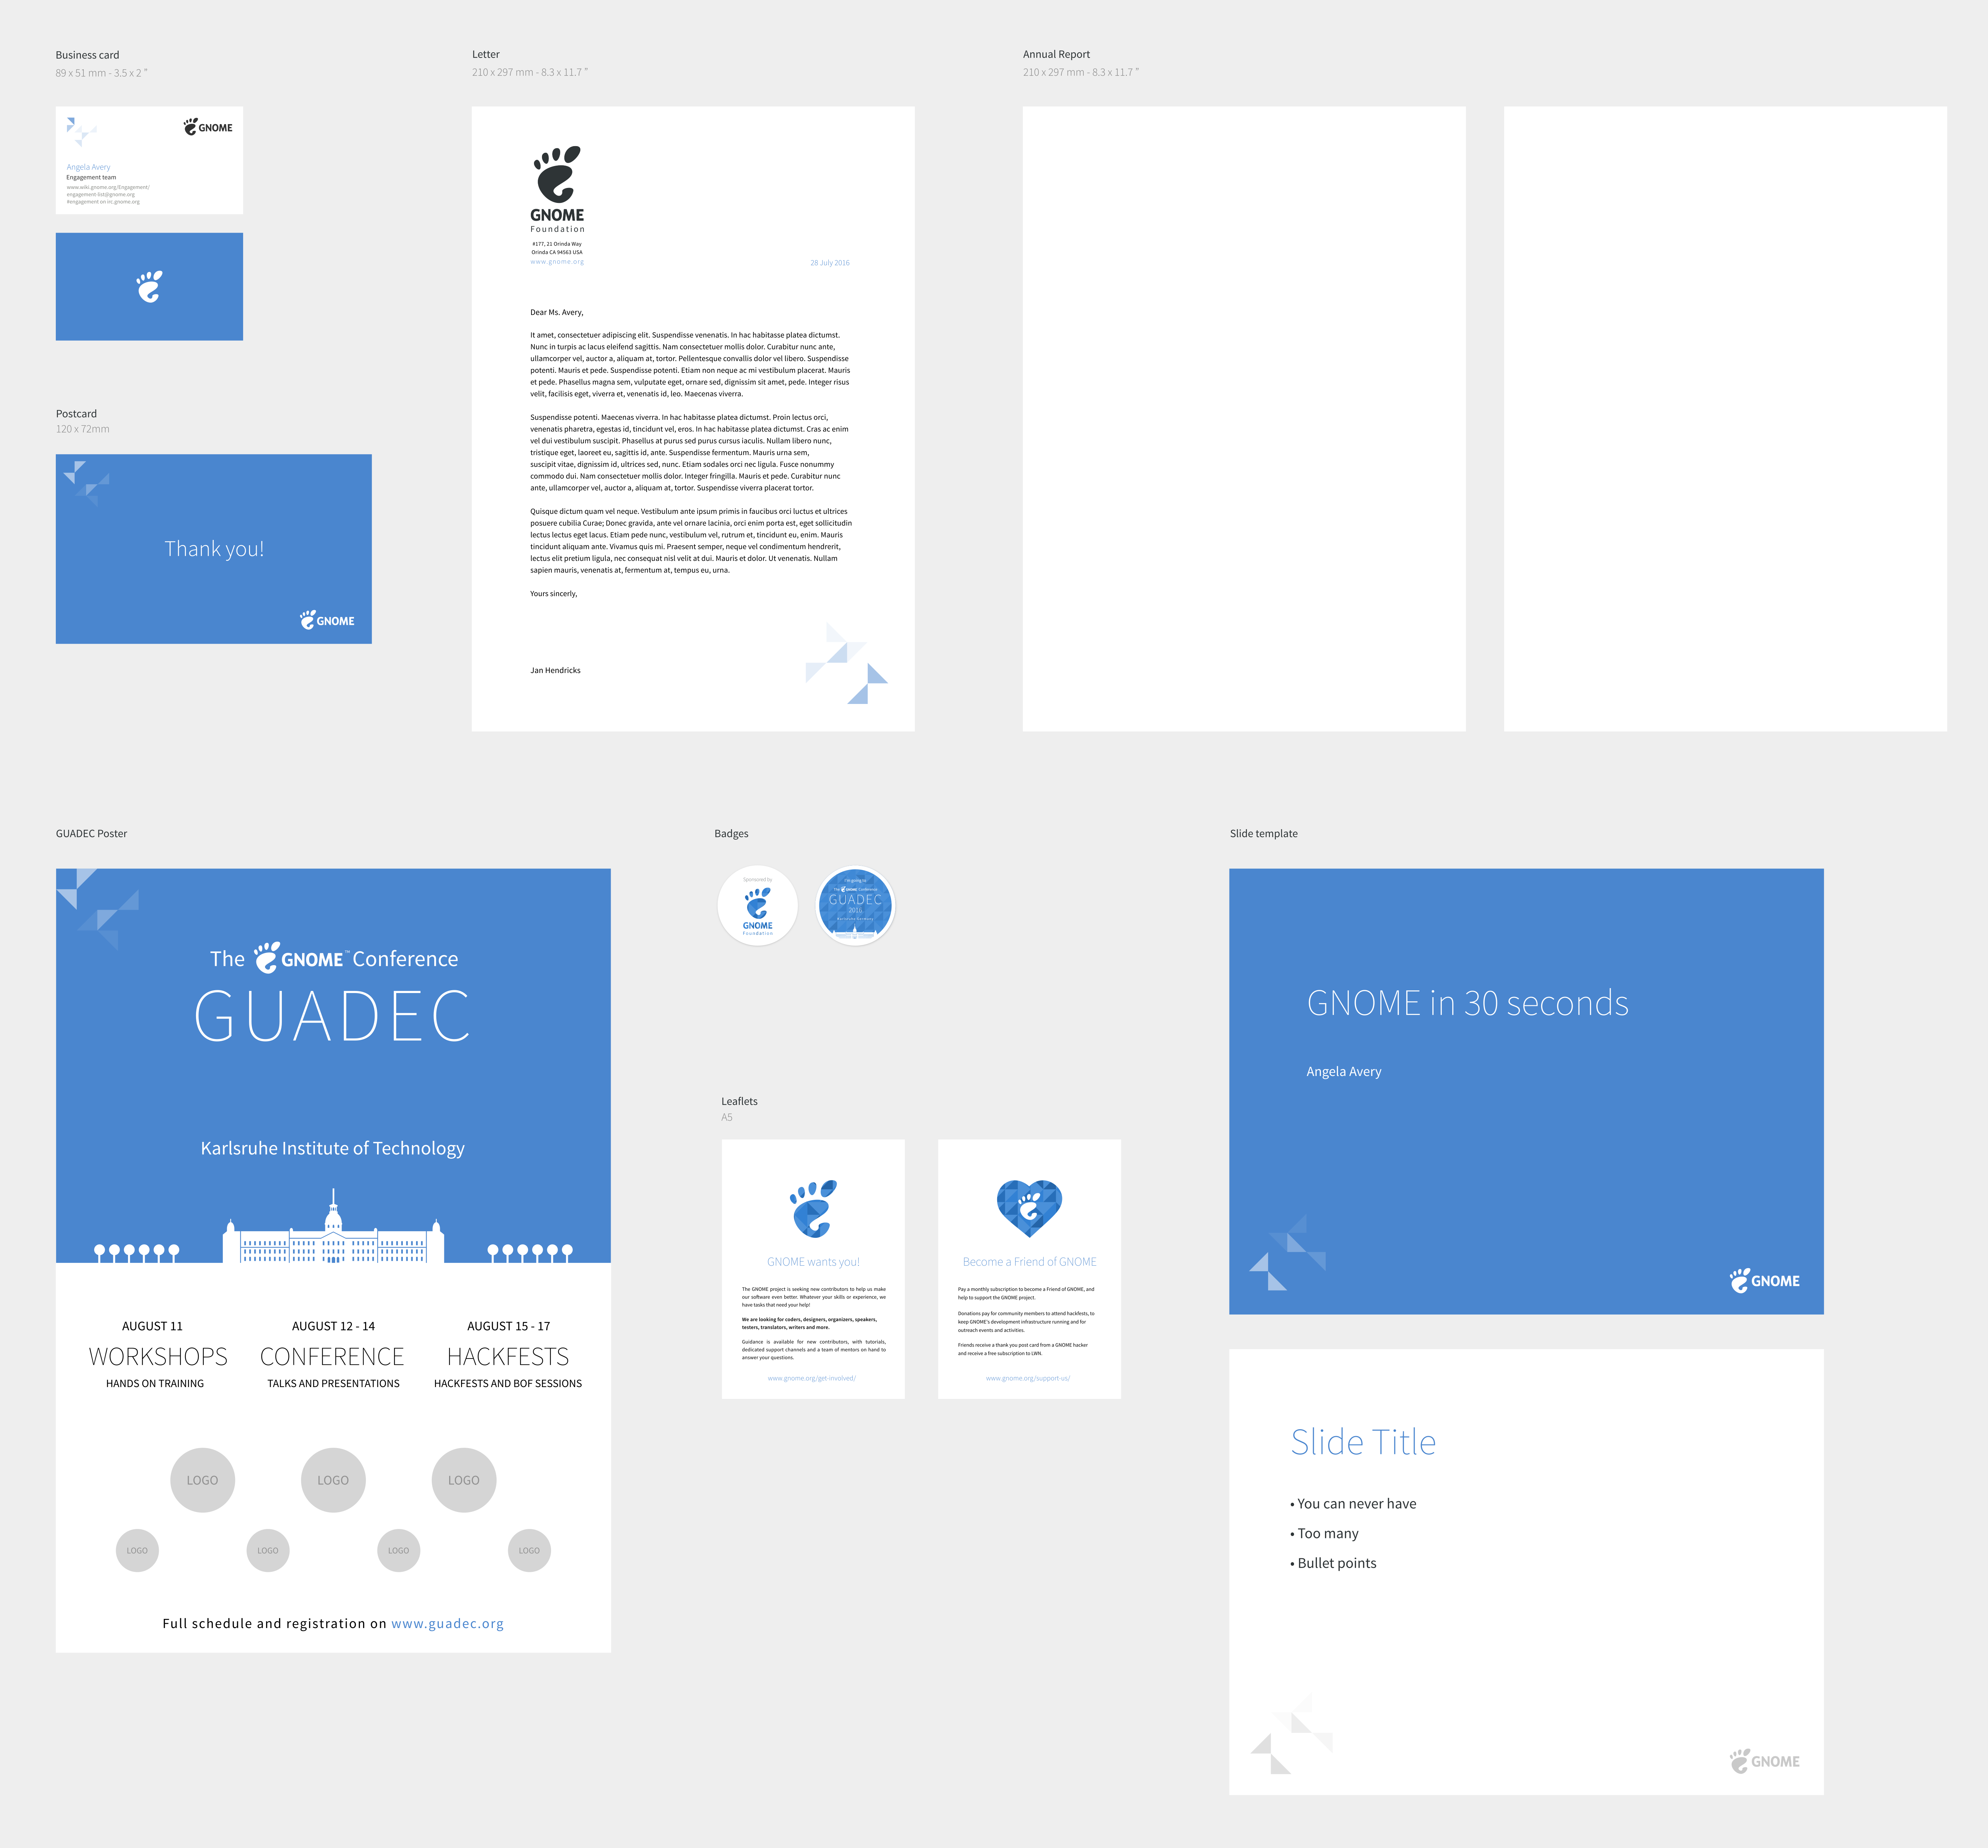 Business card
89 x 51 mm - 3.5 x 2 ”
GNOME
Angela Avery
Engagement team
www.wiki.gnome.org/Engagement/
engagement-list@gnome.org
#engagement on irc.gnome.org
Postcard
120 x 72mm
Thank you!
GNOME
Letter
210 x 297 mm - 8.3 x 11.7 ”
GNOME
Foundation
#177, 21 Orinda Way
Orinda CA 94563 USA
www.gnome.org
28 July 2016
Dear Ms. Avery,
It amet, consectetuer adipiscing elit. Suspendisse venenatis. In hac habitasse platea dictumst.
Nunc in turpis ac lacus eleifend sagittis. Nam consectetuer mollis dolor. Curabitur nunc ante,
ullamcorper vel, auctor a, aliquam at, tortor. Pellentesque convallis dolor vel libero. Suspendisse
potenti. Mauris et pede. Suspendisse potenti. Etiam non neque ac mi vestibulum placerat. Mauris
et pede. Phasellus magna sem, vulputate eget, ornare sed, dignissim sit amet, pede. Integer risus
velit, facilisis eget, viverra et, venenatis id, leo. Maecenas viverra.
Suspendisse potenti. Maecenas viverra. In hac habitasse platea dictumst. Proin lectus orci,
venenatis pharetra, egestas id, tincidunt vel, eros. In hac habitasse platea dictumst. Cras ac enim
vel dui vestibulum suscipit. Phasellus at purus sed purus cursus iaculis. Nullam libero nunc,
tristique eget, laoreet eu, sagittis id, ante. Suspendisse fermentum. Mauris urna sem,
suscipit vitae, dignissim id, ultrices sed, nunc. Etiam sodales orci nec ligula. Fusce nonummy
commodo dui. Nam consectetuer mollis dolor. Integer fringilla. Mauris et pede. Curabitur nunc
ante, ullamcorper vel, auctor a, aliquam at, tortor. Suspendisse viverra placerat tortor.
Quisque dictum quam vel neque. Vestibulum ante ipsum primis in faucibus orci luctus et ultrices
posuere cubilia Curae; Donec gravida, ante vel ornare lacinia, orci enim porta est, eget sollicitudin
lectus lectus eget lacus. Etiam pede nunc, vestibulum vel, rutrum et, tincidunt eu, enim. Mauris
tincidunt aliquam ante. Vivamus quis mi. Praesent semper, neque vel condimentum hendrerit,
lectus elit pretium ligula, nec consequat nisl velit at dui. Mauris et dolor. Ut venenatis. Nullam
sapien mauris, venenatis at, fermentum at, tempus eu, urna.
Yours sincerely,
Jan Hendricks
Annual Report
210 x 297 mm - 8.3 x 11.7 ”
GUADEC Poster
The GNOME™ Conference
GUADEC
Karlsruhe Institute of Technology
AUGUST 11
WORKSHOPS
HANDS ON TRAINING
AUGUST 12 - 14
CONFERENCE
TALKS AND PRESENTATIONS
AUGUST 15 - 17
HACKFESTS
HACKFESTS AND BOF SESSIONS
LOGO
LOGO
LOGO
LOGO
LOGO
LOGO
LOGO
Full schedule and registration on www.guadec.org
Badges
Sponsored by
GNOME
Foundation
I'm going to
The GNOME Conference
GUADEC
2016
Karlsruhe Germany
Leaflets
A5
GNOME wants you!
The GNOME project is seeking new contributors to help us make
our software even better. Whatever your skills or experience, we
have tasks that need your help!
We are looking for coders, designers, organizers, speakers,
testers, translators, writers and more.
Guidance is available for new contributors, with tutorials,
dedicated support channels and a team of mentors on hand to
answer your questions.
www.gnome.org/get-involved/
Become a Friend of GNOME
Pay a monthly subscription to become a Friend of GNOME, and
help to support the GNOME project.
Donations pay for community members to attend hackfests, to
keep GNOME's development infrastructure running and for
outreach events and activities.
Friends receive a thank you post card from a GNOME hacker
and receive a free subscription to LWN.
www.gnome.org/support-us/
Slide template
GNOME in 30 seconds
Angela Avery
GNOME
Slide Title
• You can never have
• Too many
• Bullet points
GNOME